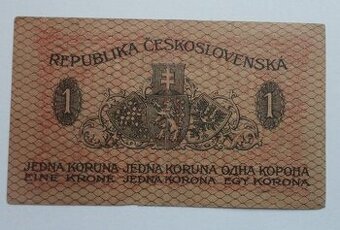 REPUBLIKA ČESKOSLOVENSKÁ
1 1
JEDNA KORUNA JEDNA KORUNA ОДНА КОРОНА
EINE KRONE JEDNA KORONA EGY KORONA